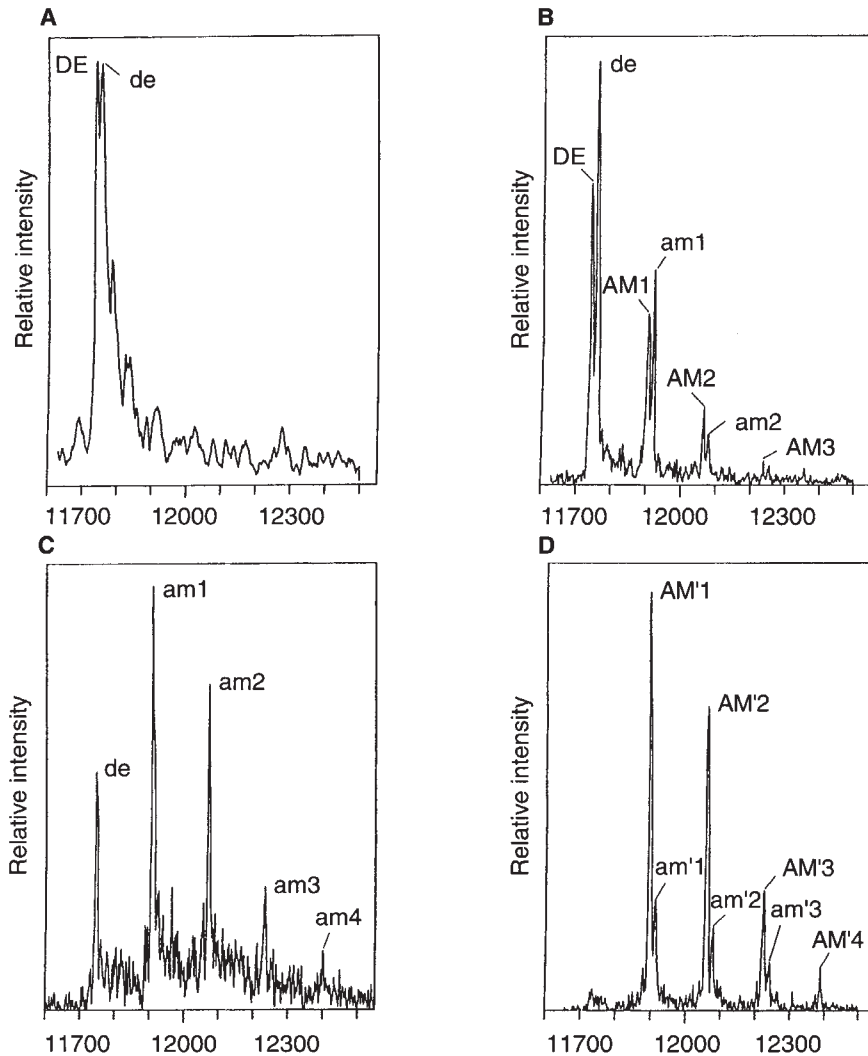 A
DE
de
Relative intensity
11700 12000 12300
B
de
DE
am1
AM1
AM2
am2
AM3
Relative intensity
11700 12000 12300
C
am1
am2
de
am3
am4
Relative intensity
11700 12000 12300
D
AM'1
AM'2
am'1
AM'3
am'2
am'3
AM'4
Relative intensity
11700 12000 12300